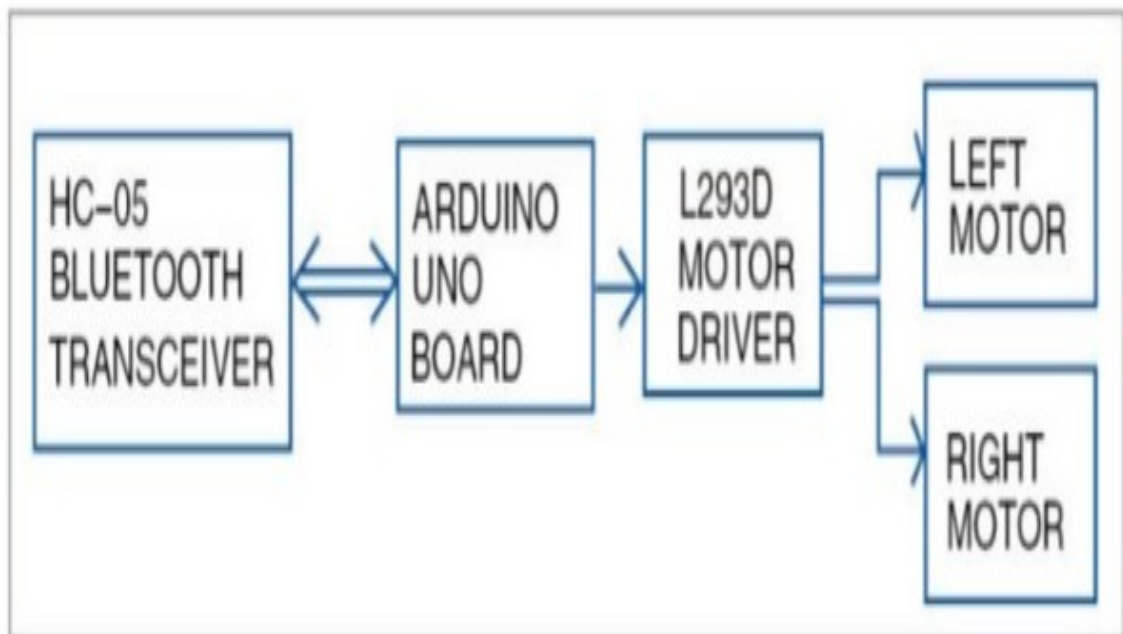 HC-05
BLUETOOTH
TRANSCEIVER
ARDUINO
UNO
BOARD
L293D
MOTOR
DRIVER
LEFT
MOTOR
RIGHT
MOTOR